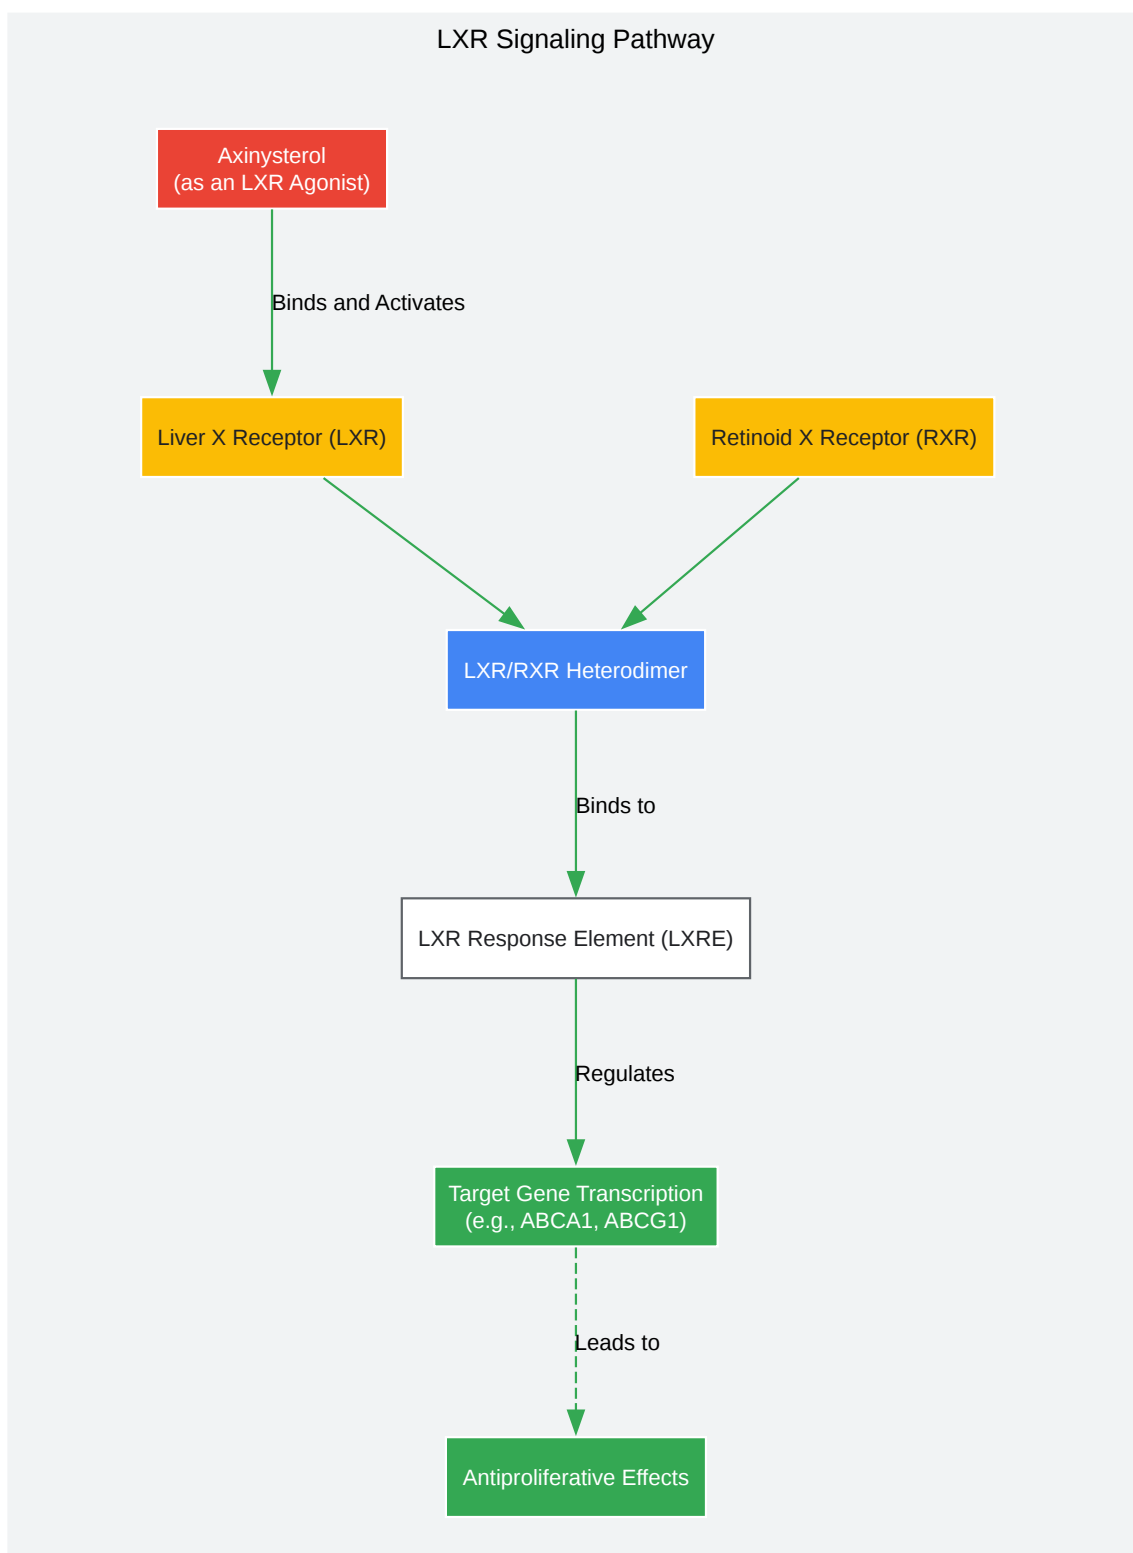 LXR Signaling Pathway
Axinysterol
(as an LXR Agonist)
Binds and Activates
Liver X Receptor (LXR)
Retinoid X Receptor (RXR)
LXR/RXR Heterodimer
Binds to
LXR Response Element (LXRE)
Regulates
Target Gene Transcription
(e.g., ABCA1, ABCG1)
Leads to
Antiproliferative Effects